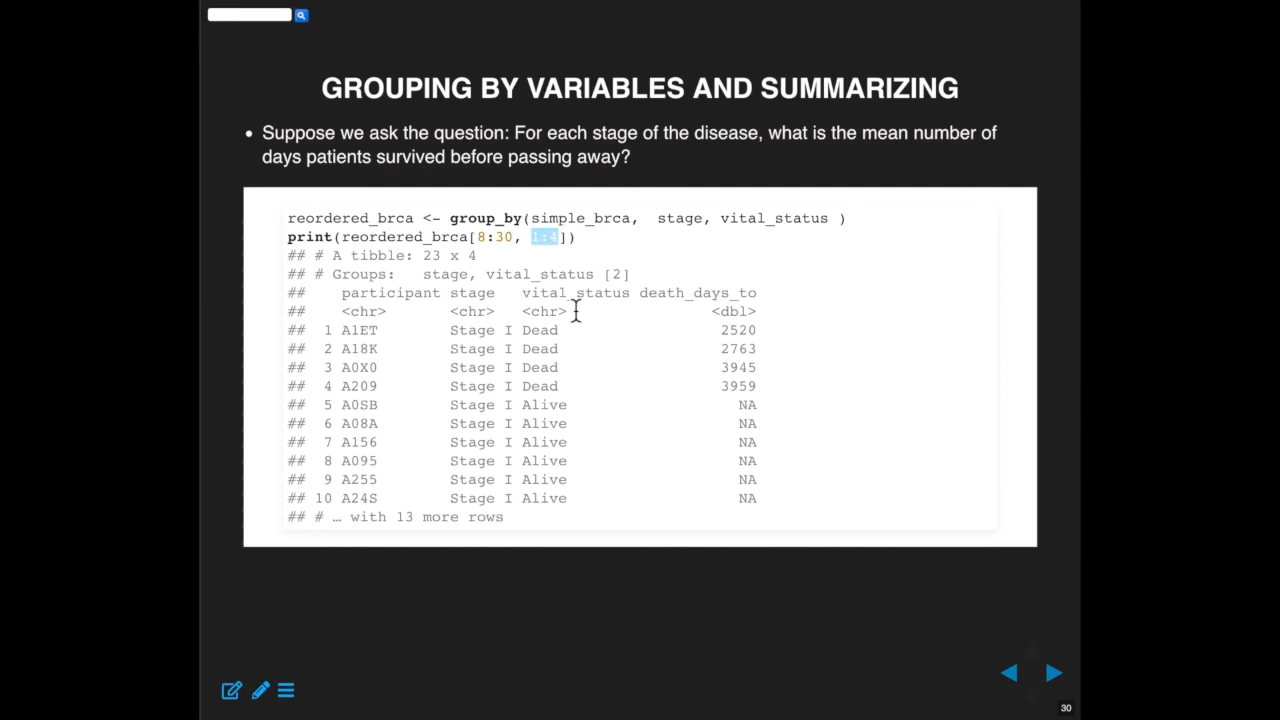 GROUPING BY VARIABLES AND SUMMARIZING
• Suppose we ask the question: For each stage of the disease, what is the mean number of
days patients survived before passing away?
reordered_brca <- group_by(simple_brca,  stage, vital_status )
print(reordered_brca[8:30, 1:4])
## # A tibble: 23 x 4
## # Groups:   stage, vital_status [2]
##    participant stage   vital_status death_days_to
##    <chr>       <chr>   <chr>                <dbl>
##  1 A1ET        Stage I Dead                  2520
##  2 A18K        Stage I Dead                  2763
##  3 A0X0        Stage I Dead                  3945
##  4 A209        Stage I Dead                  3959
##  5 A0SB        Stage I Alive                   NA
##  6 A08A        Stage I Alive                   NA
##  7 A156        Stage I Alive                   NA
##  8 A095        Stage I Alive                   NA
##  9 A255        Stage I Alive                   NA
## 10 A24S        Stage I Alive                   NA
## # … with 13 more rows
30